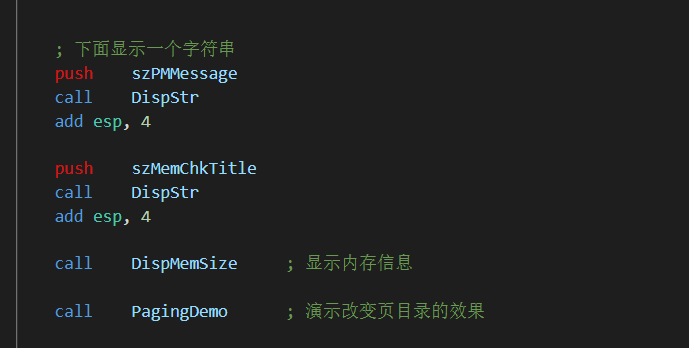 ; 下面显示一个字符串
push    szPMMessage
call    DispStr
add esp, 4
push    szMemChkTitle
call    DispStr
add esp, 4
call    DispMemSize     ; 显示内存信息
call    PagingDemo      ; 演示改变页目录的效果